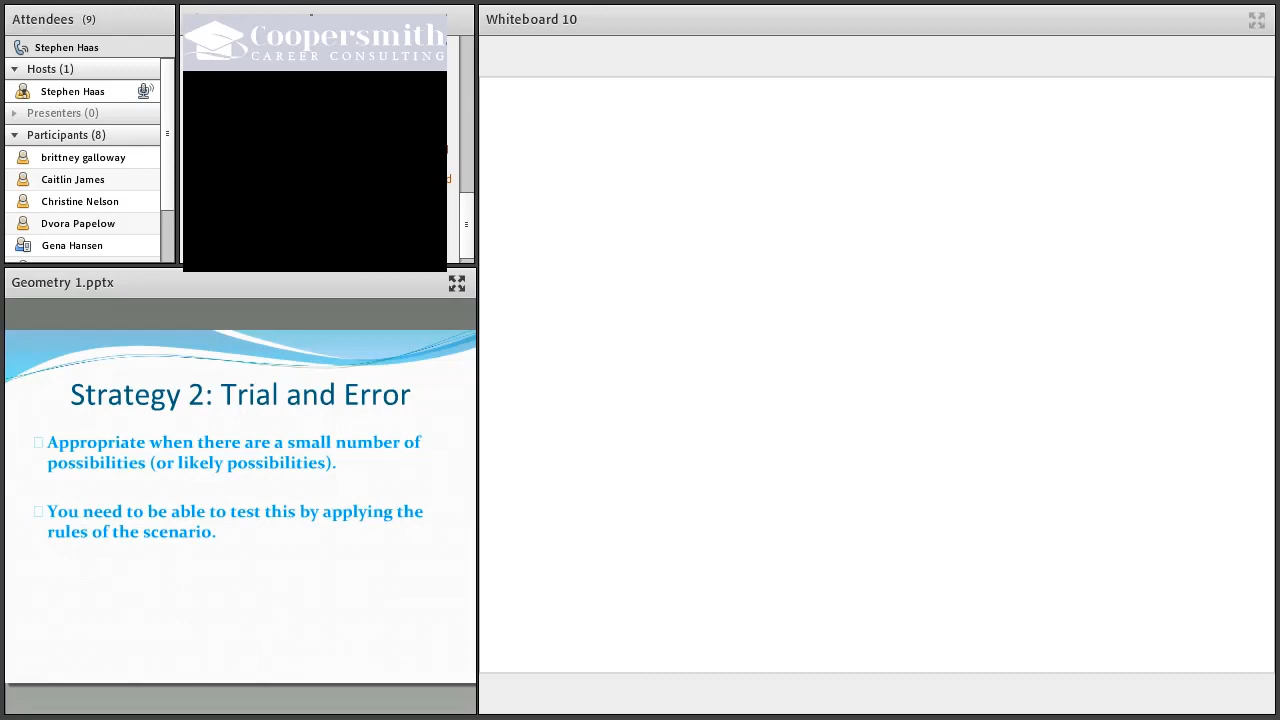 Attendees (9)
Stephen Haas
Hosts (1)
Stephen Haas
Presenters (0)
Participants (8)
brittney galloway
Caitlin James
Christine Nelson
Dvora Papelow
Gena Hansen
Coopersmith
CAREER CONSULTING
Geometry 1.pptx
Strategy 2: Trial and Error
Appropriate when there are a small number of
possibilities (or likely possibilities).
You need to be able to test this by applying the
rules of the scenario.
Whiteboard 10